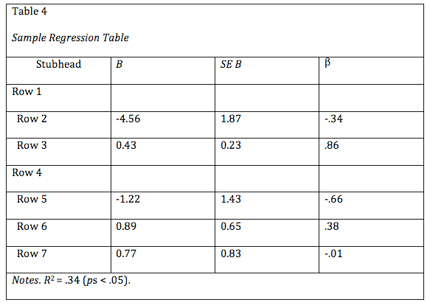 Table 4
Sample Regression Table
Stubhead B SE B β
Row 1
Row 2 -4.56 1.87 -.34
Row 3 0.43 0.23 .86
Row 4
Row 5 -1.22 1.43 -.66
Row 6 0.89 0.65 .38
Row 7 0.77 0.83 -.01
Notes. R² = .34 (ps < .05).